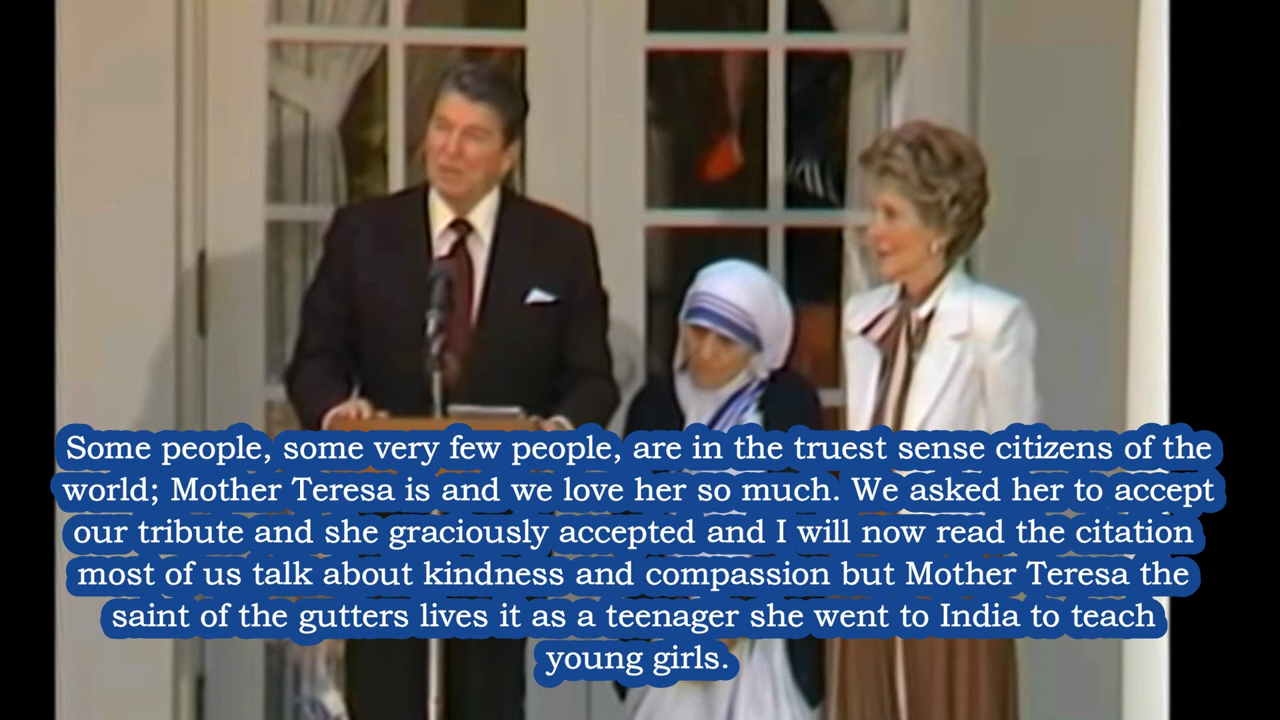 Some people, some very few people, are in the truest sense citizens of the
world; Mother Teresa is and we love her so much. We asked her to accept
our tribute and she graciously accepted and I will now read the citation
most of us talk about kindness and compassion but Mother Teresa the
saint of the gutters lives it as a teenager she went to India to teach
young girls.